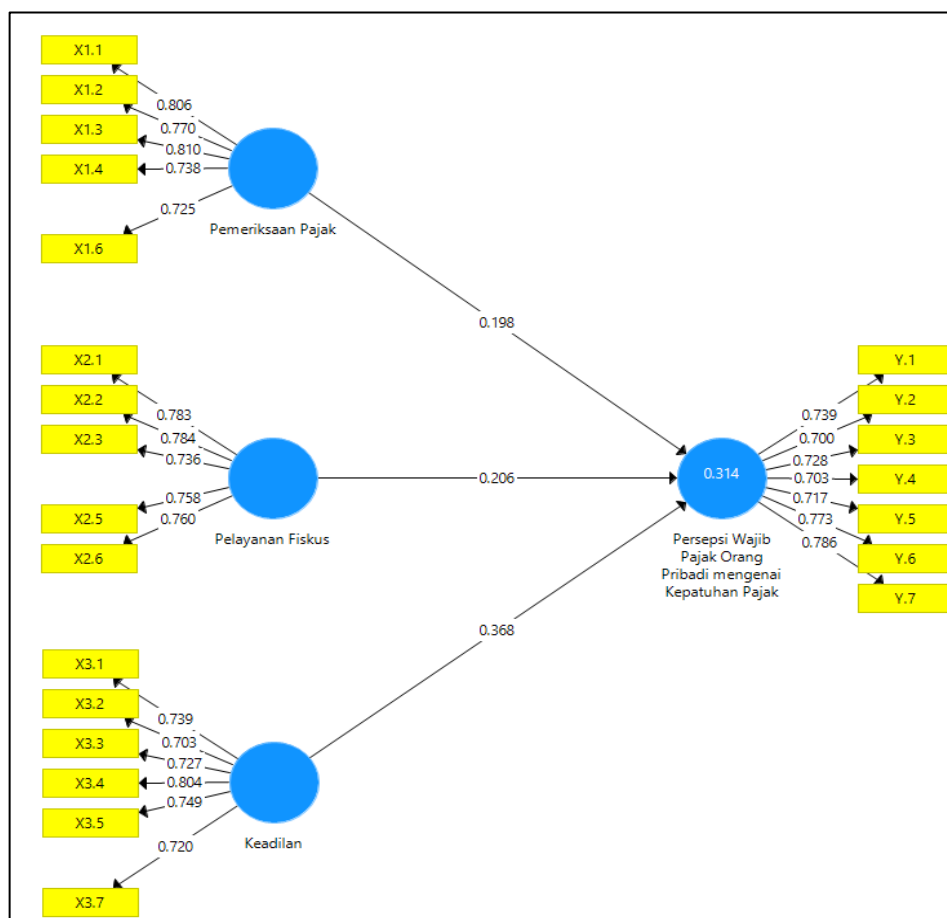 X1.1
X1.2
X1.3
X1.4
X1.6
0.806
0.770
0.810
0.738
0.725
Pemeriksaan Pajak
0.198
X2.1
X2.2
X2.3
X2.5
X2.6
0.783
0.784
0.736
0.758
0.760
Pelayanan Fiskus
0.206
X3.1
X3.2
X3.3
X3.4
X3.5
X3.7
0.739
0.703
0.727
0.804
0.749
0.720
Keadilan
0.368
0.314
Persepsi Wajib
Pajak Orang
Pribadi mengenai
Kepatuhan Pajak
0.739
0.700
0.728
0.703
0.717
0.773
0.786
Y.1
Y.2
Y.3
Y.4
Y.5
Y.6
Y.7